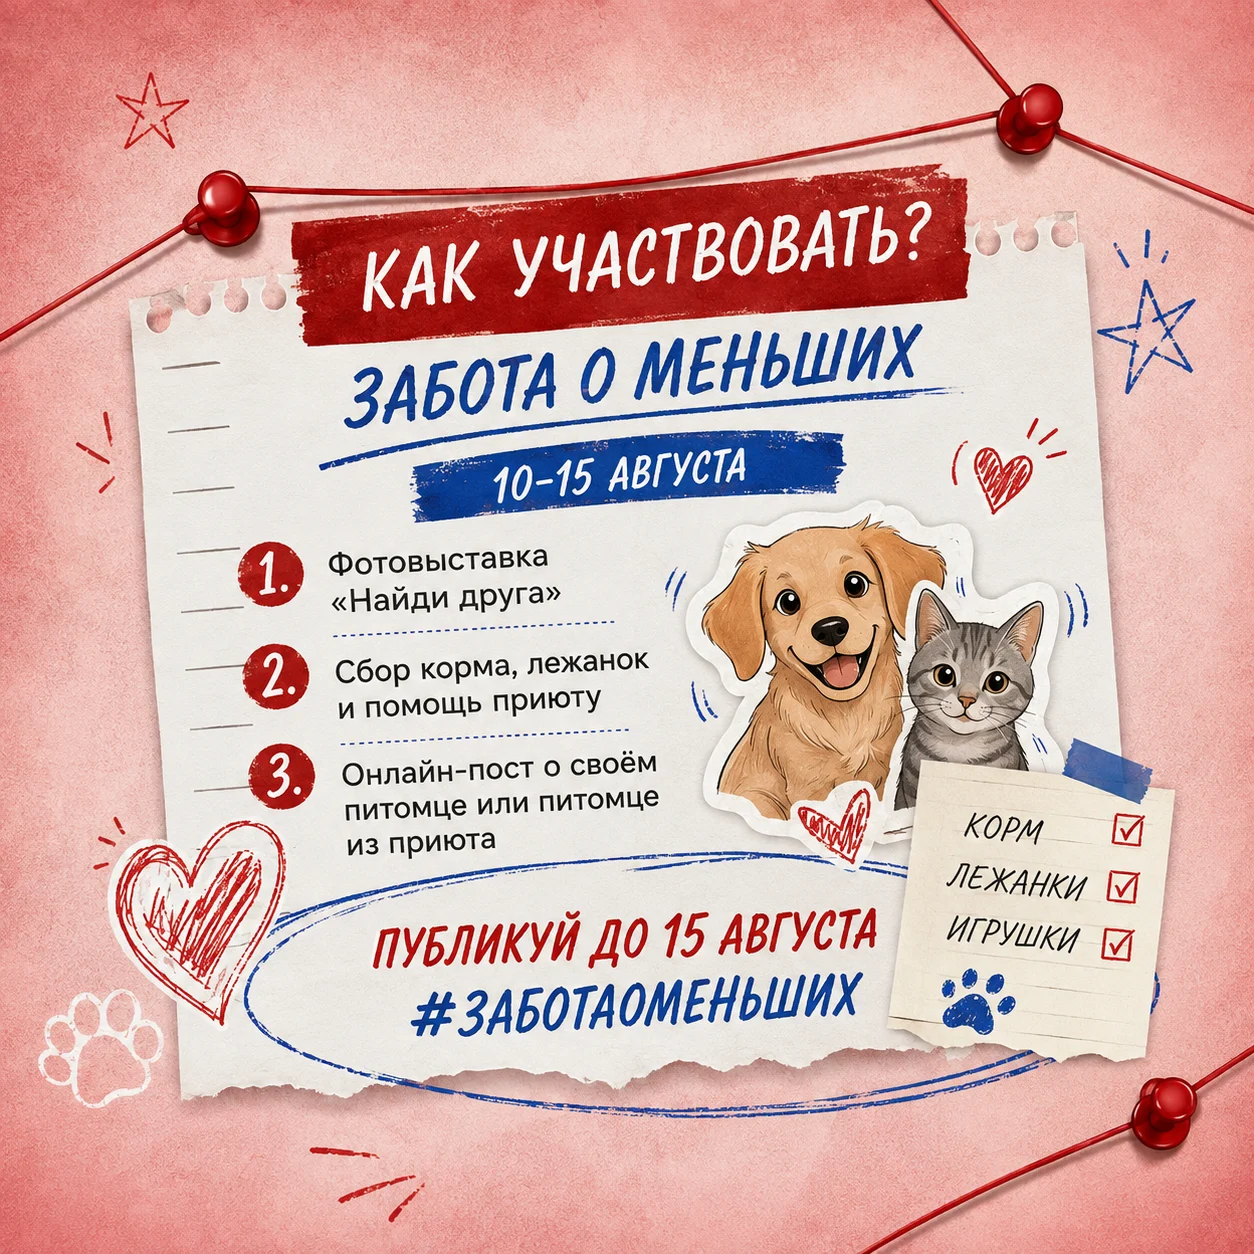 КАК УЧАСТВОВАТЬ?
ЗАБОТА О МЕНЬШИХ
10–15 АВГУСТА
1. Фотовыставка
«Найди друга»
2. Сбор корма, лежанок
и помощь приюту
3. Онлайн-пост о своём
питомце или питомце
из приюта
КОРМ
ЛЕЖАНКИ
ИГРУШКИ
ПУБЛИКУЙ ДО 15 АВГУСТА
#ЗАБОТАОМЕНЬШИХ